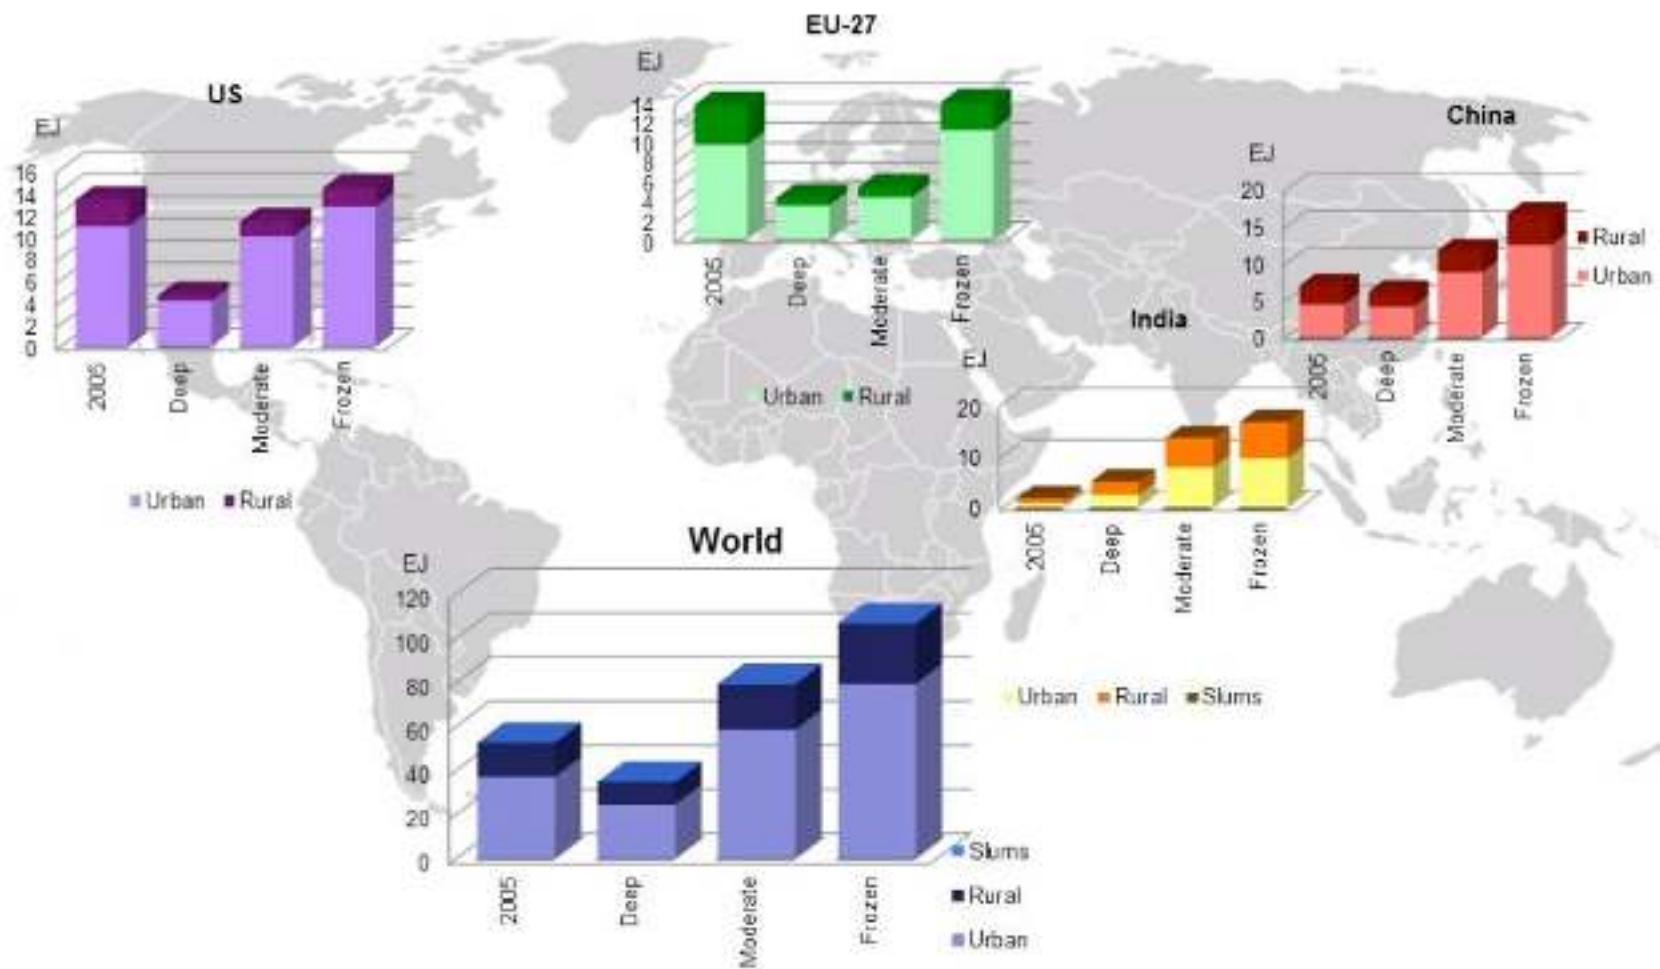 EU-27
EJ
14
12
10
8
6
4
2
0
2005
Deep
Moderate
Frozen
Urban Rural
US
EJ
16
14
12
10
8
6
4
2
0
2005
Deep
Moderate
Frozen
Urban Rural
China
EJ
20
15
10
5
0
2005
Deep
Moderate
Frozen
Rural
Urban
India
EJ
20
10
0
2005
Deep
Moderate
Frozen
Urban Rural Slums
World
EJ
120
100
80
60
40
20
0
2005
Deep
Moderate
Frozen
Slums
Rural
Urban